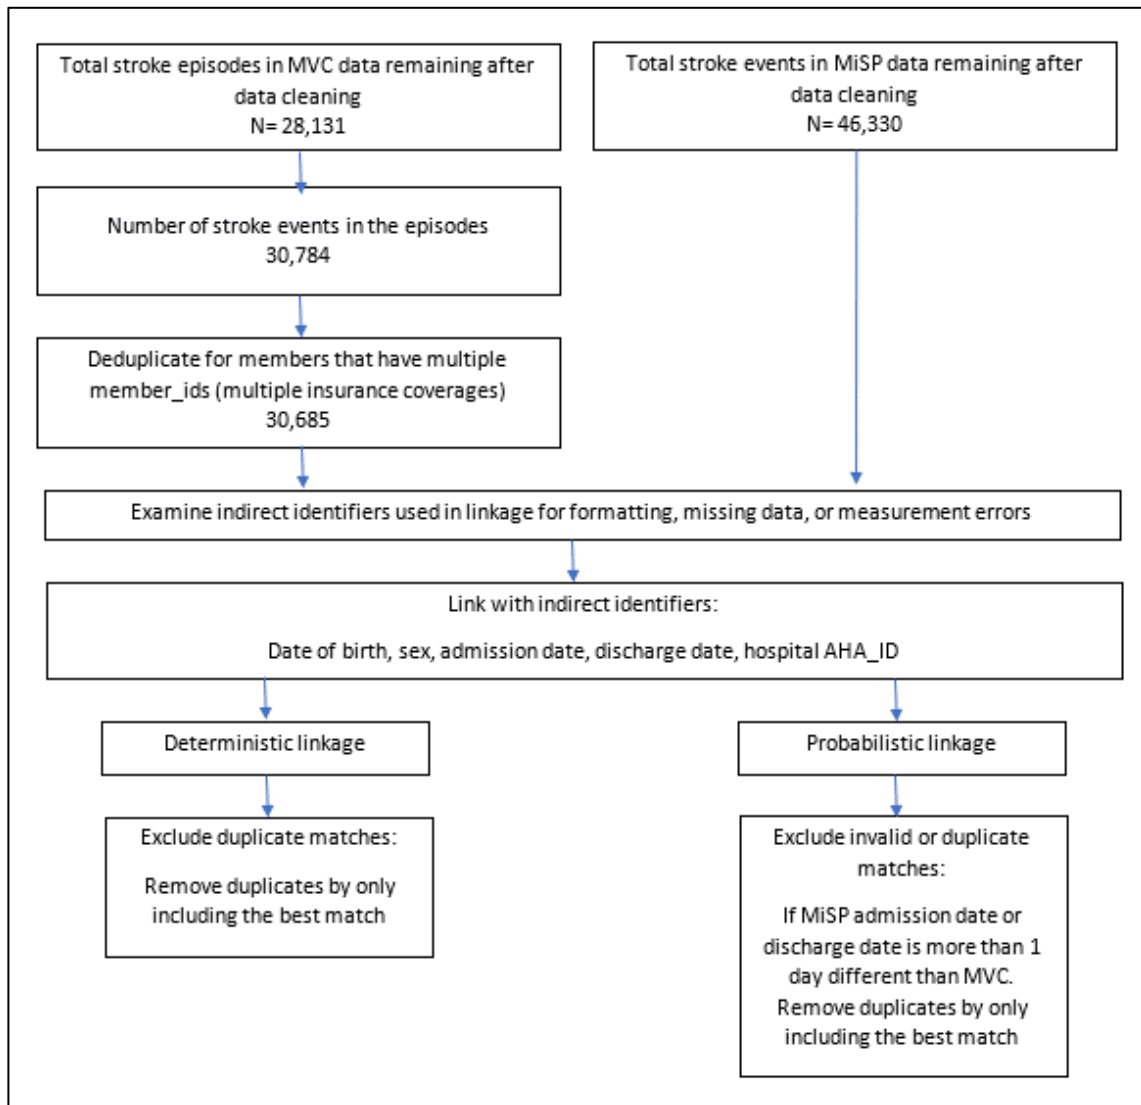 Total stroke episodes in MVC data remaining after
data cleaning
N= 28,131
Total stroke events in MiSP data remaining after
data cleaning
N= 46,330
Number of stroke events in the episodes
30,784
Deduplicate for members that have multiple
member_ids (multiple insurance coverages)
30,685
Examine indirect identifiers used in linkage for formatting, missing data, or measurement errors
Link with indirect identifiers:
Date of birth, sex, admission date, discharge date, hospital AHA_ID
Deterministic linkage
Probabilistic linkage
Exclude duplicate matches:
Remove duplicates by only
including the best match
Exclude invalid or duplicate
matches:
If MiSP admission date or
discharge date is more than 1
day different than MVC.
Remove duplicates by only
including the best match